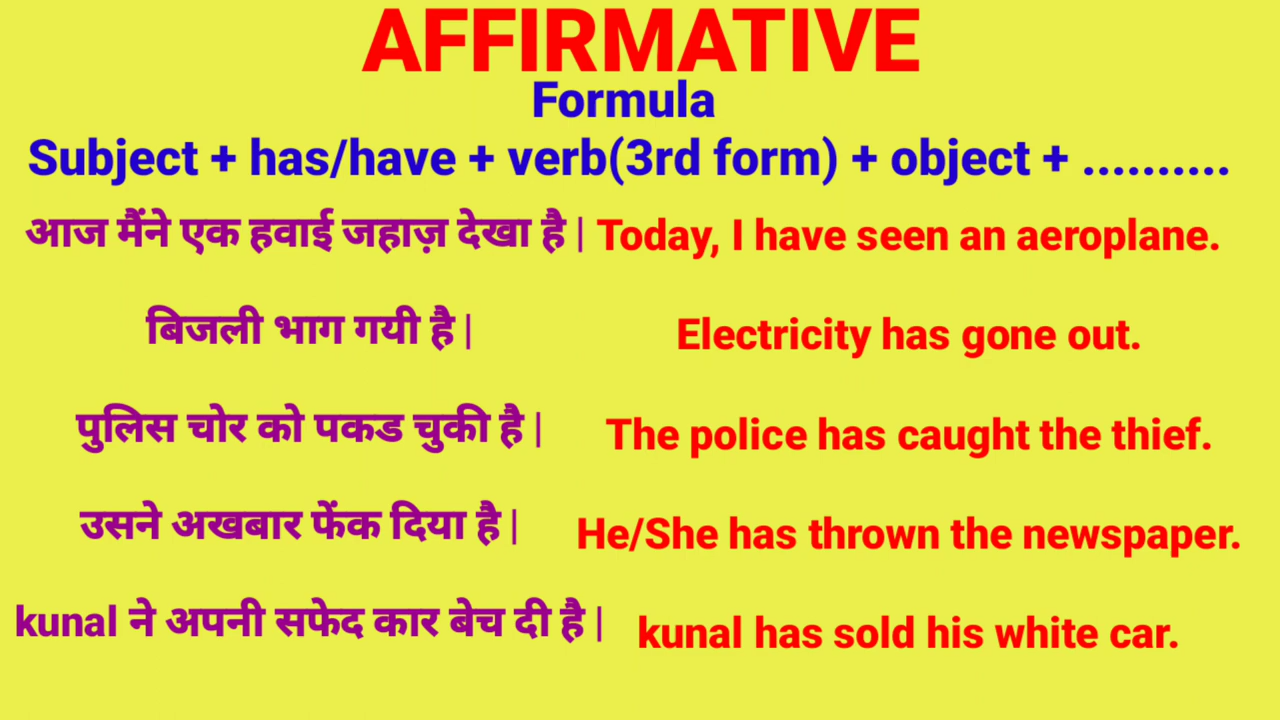 AFFIRMATIVE
Formula
Subject + has/have + verb(3rd form) + object + ..........
आज मैंने एक हवाई जहाज़ देखा है | Today, I have seen an aeroplane.
बिजली भाग गयी है | Electricity has gone out.
पुलिस चोर को पकड चुकी है | The police has caught the thief.
उसने अखबार फेंक दिया है | He/She has thrown the newspaper.
kunal ने अपनी सफेद कार बेच दी है | kunal has sold his white car.